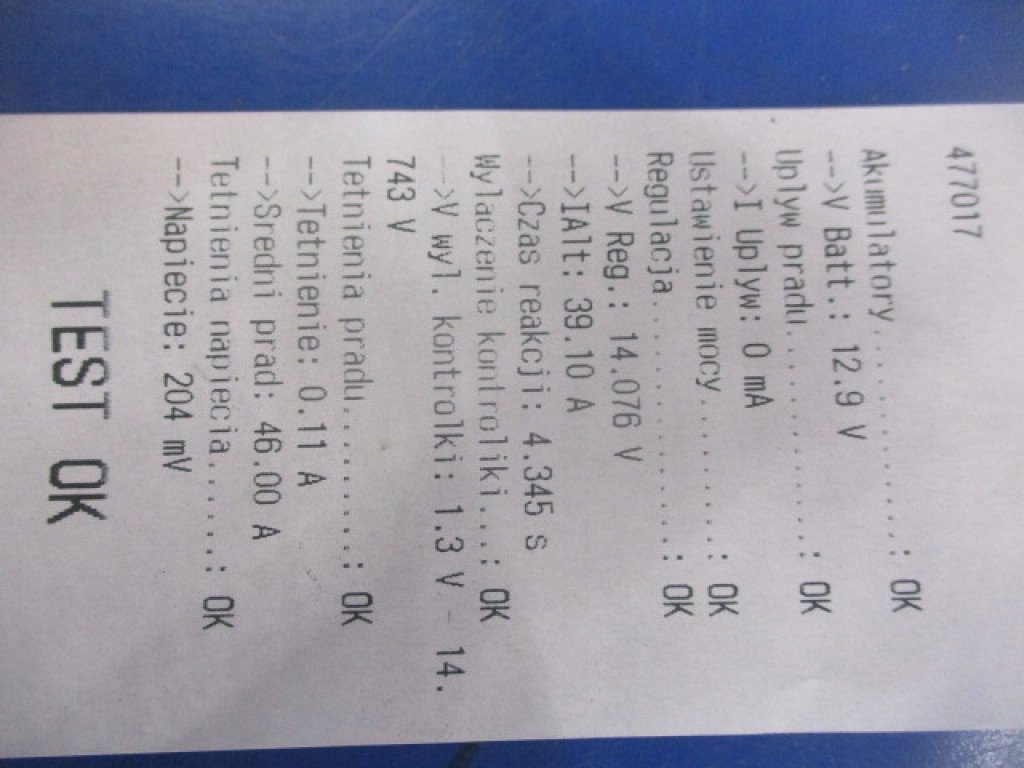 477017
Akumulatory...........: OK
-->V Batt.: 12.9 V
Uplyw pradu...........: OK
-->I Uplyw: 0 mA
Ustawienie mocy.......: OK
Regulacja.............: OK
-->V Reg.: 14.076 V
-->IAlt: 39.10 A
-->Czas reakcji: 4.345 s
Wylaczenie kontroliki...: OK
-->V wyl. kontrolki: 1.3 V - 14.
743 V
Tetnienia pradu.........: OK
-->Tetnienie: 0.11 A
-->Sredni prad: 46.00 A
Tetnienia napiecia......: OK
-->Napiecie: 204 mV
TEST OK